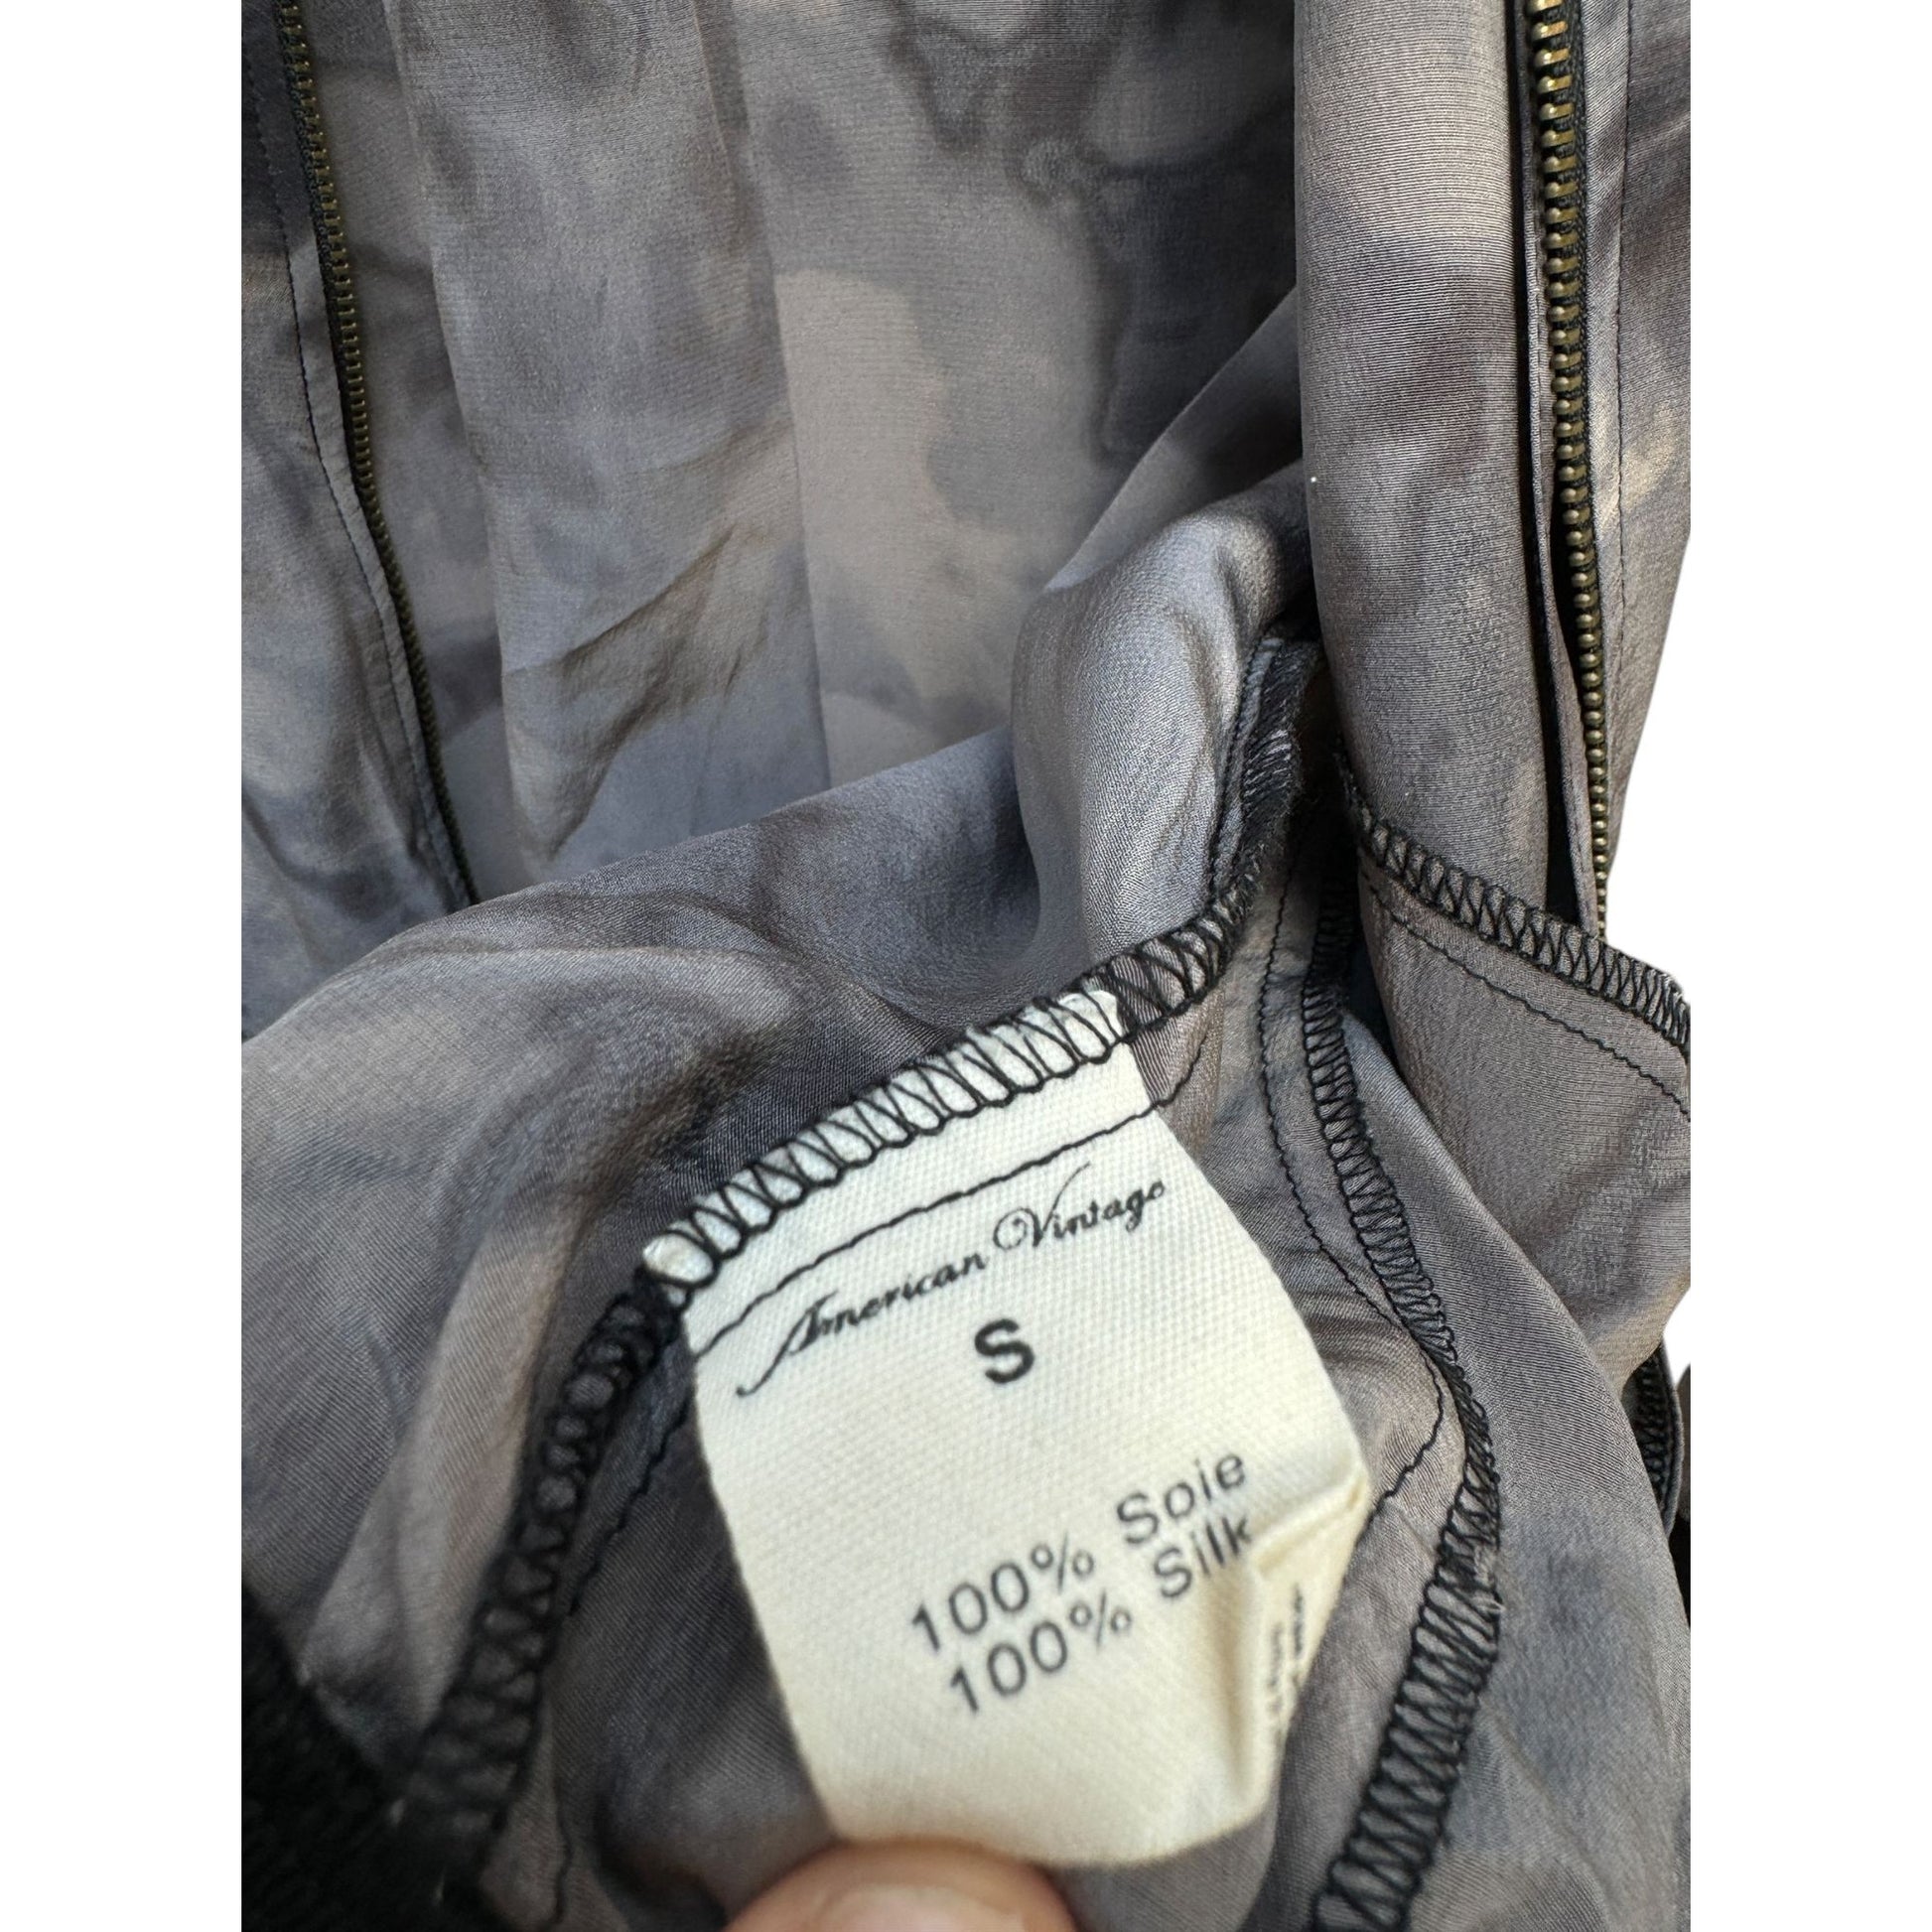 American Vintage
S
100% Soie
100% Silk